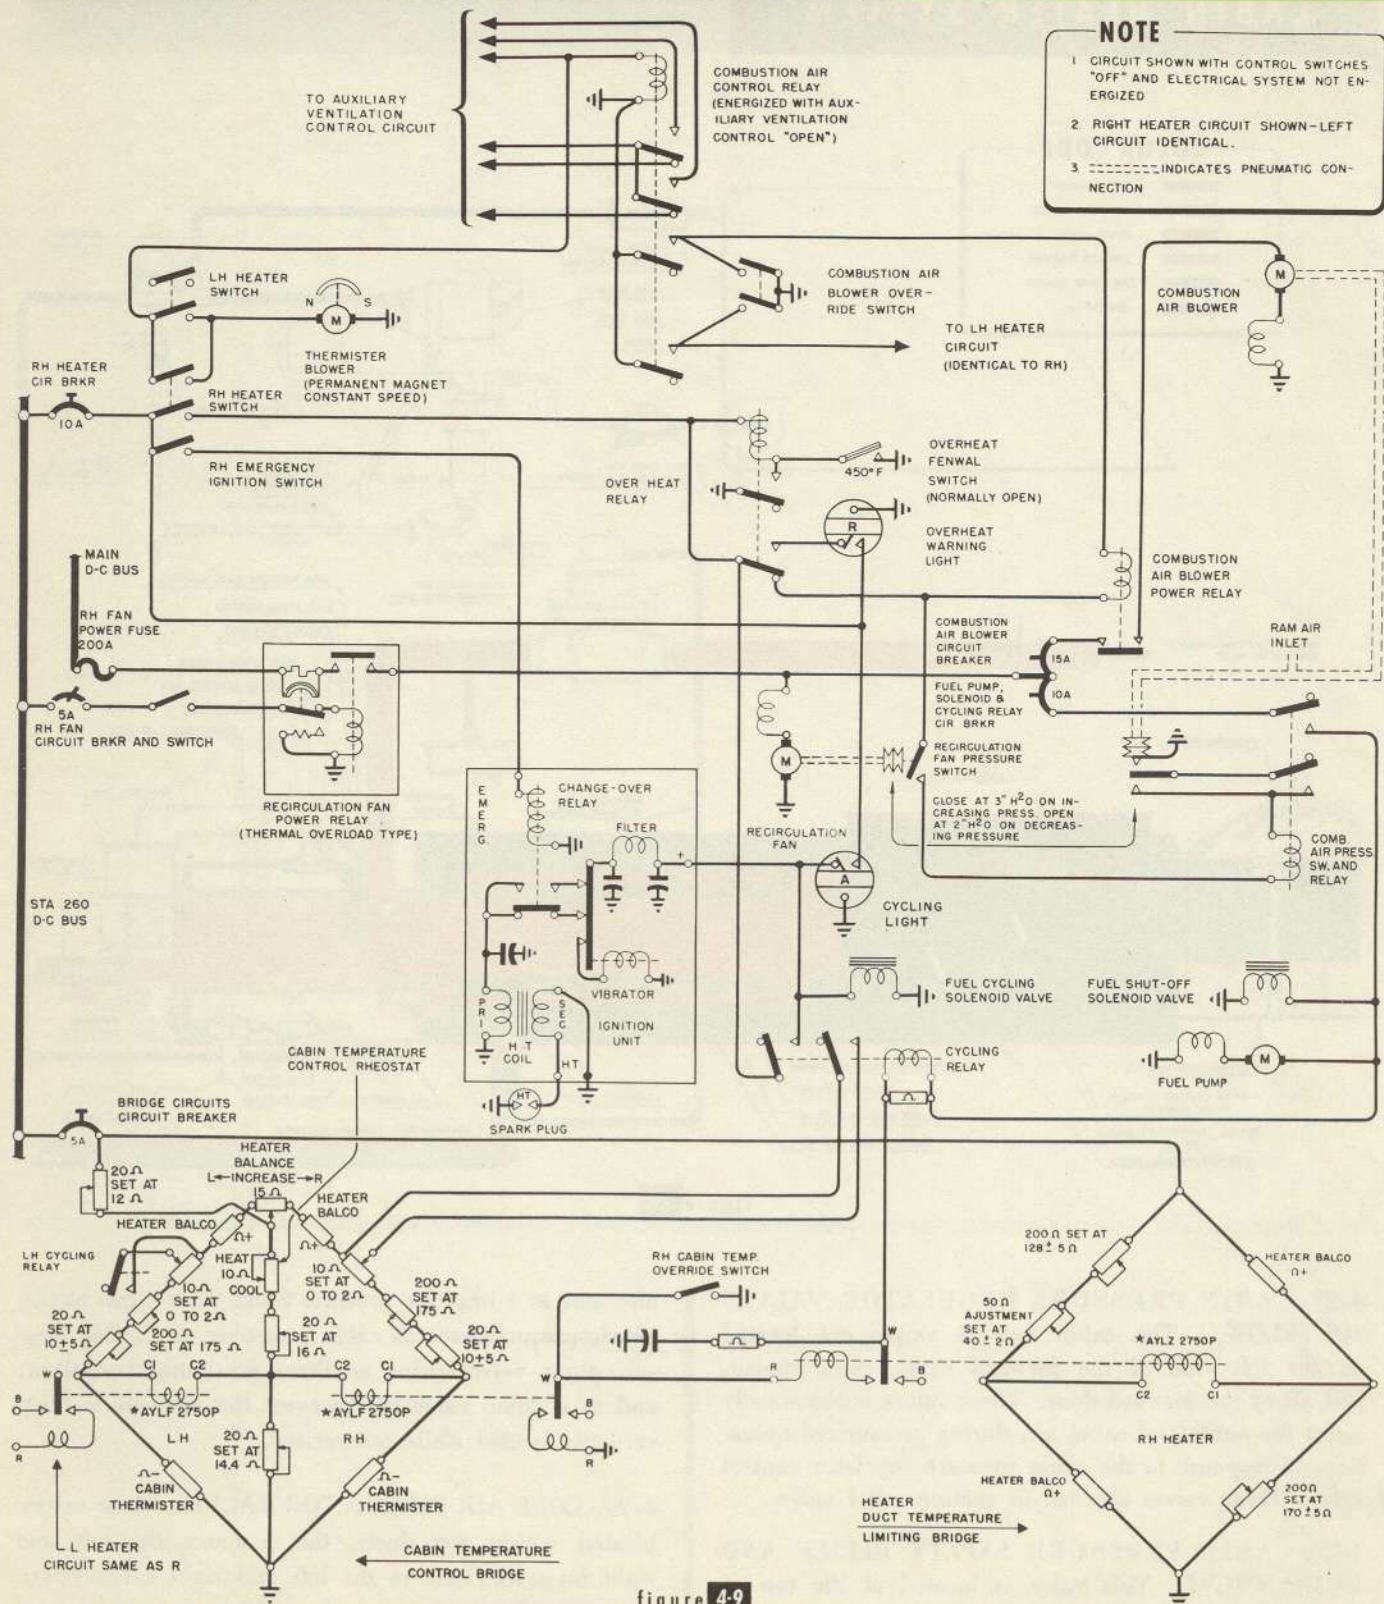 NOTE
1 CIRCUIT SHOWN WITH CONTROL SWITCHES
"OFF" AND ELECTRICAL SYSTEM NOT EN-
ERGIZED
2 RIGHT HEATER CIRCUIT SHOWN-LEFT
CIRCUIT IDENTICAL.
3 INDICATES PNEUMATIC CON-
NECTION
TO AUXILIARY
VENTILATION
CONTROL CIRCUIT
COMBUSTION AIR
CONTROL RELAY
(ENERGIZED WITH AUX-
ILIARY VENTILATION
CONTROL "OPEN")
LH HEATER
SWITCH
N S
M
THERMISTER
BLOWER
(PERMANENT MAGNET
CONSTANT SPEED)
COMBUSTION AIR
BLOWER OVER-
RIDE SWITCH
TO LH HEATER
CIRCUIT
(IDENTICAL TO RH)
COMBUSTION
AIR BLOWER
M
RH HEATER
CIR BRKR
10A
RH HEATER
SWITCH
RH EMERGENCY
IGNITION SWITCH
OVER HEAT
RELAY
450°F
OVERHEAT
FENWAL
SWITCH
(NORMALLY OPEN)
R
OVERHEAT
WARNING
LIGHT
COMBUSTION
AIR BLOWER
POWER RELAY
MAIN
D-C BUS
RH FAN
POWER FUSE
200A
COMBUSTION
AIR BLOWER
CIRCUIT
BREAKER
15A
RAM AIR
INLET
FUEL PUMP,
SOLENOID &
CYCLING RELAY
CIR BRKR
10A
5A
RH FAN
CIRCUIT BRKR AND SWITCH
RECIRCULATION FAN
POWER RELAY
(THERMAL OVERLOAD TYPE)
M
RECIRCULATION
FAN
RECIRCULATION
FAN PRESSURE
SWITCH
CLOSE AT 3" H2O ON IN-
CREASING PRESS. OPEN
AT 2" H2O ON DECREAS-
ING PRESSURE
COMB.
AIR PRESS
SW. AND
RELAY
EMERG.
CHANGE-OVER
RELAY
FILTER
+
A
CYCLING
LIGHT
STA 260
D-C BUS
VIBRATOR
PRI
SEC
H-T
COIL
IGNITION
UNIT
HT
HT
SPARK PLUG
FUEL CYCLING
SOLENOID VALVE
FUEL SHUT-OFF
SOLENOID VALVE
CYCLING
RELAY
M
FUEL PUMP
CABIN TEMPERATURE
CONTROL RHEOSTAT
BRIDGE CIRCUITS
CIRCUIT BREAKER
5A
20Ω
SET AT
12 Ω
HEATER
BALANCE
L←INCREASE→R
15Ω
HEATER BALCO
Ω+
HEATER
BALCO
Ω+
LH CYCLING
RELAY
HEAT
10Ω
COOL
10Ω
SET AT
0 TO 2Ω
10Ω
SET AT
0 TO 2Ω
200Ω
SET AT 175 Ω
200Ω
SET AT
175Ω
20Ω
SET AT
10±5Ω
20Ω
SET AT
16Ω
20Ω
SET AT
10±5Ω
W
C1 C2
C2 C1
W
B
R
*AYLF 2750P
*AYLF 2750P
LH
RH
20Ω
SET AT
14.4 Ω
B
R
Ω-
CABIN
THERMISTER
Ω-
CABIN
THERMISTER
L HEATER
CIRCUIT SAME AS R
CABIN TEMPERATURE
CONTROL BRIDGE
RH CABIN TEMP.
OVERRIDE SWITCH
W
R
B
200Ω SET AT
128±5Ω
HEATER BALCO
Ω+
50Ω
ADJUSTMENT
SET AT
40±2Ω
*AYLZ 2750P
C2 C1
RH HEATER
HEATER BALCO
Ω+
200Ω
SET AT
170±5Ω
HEATER
DUCT TEMPERATURE
LIMITING BRIDGE
figure 4-9